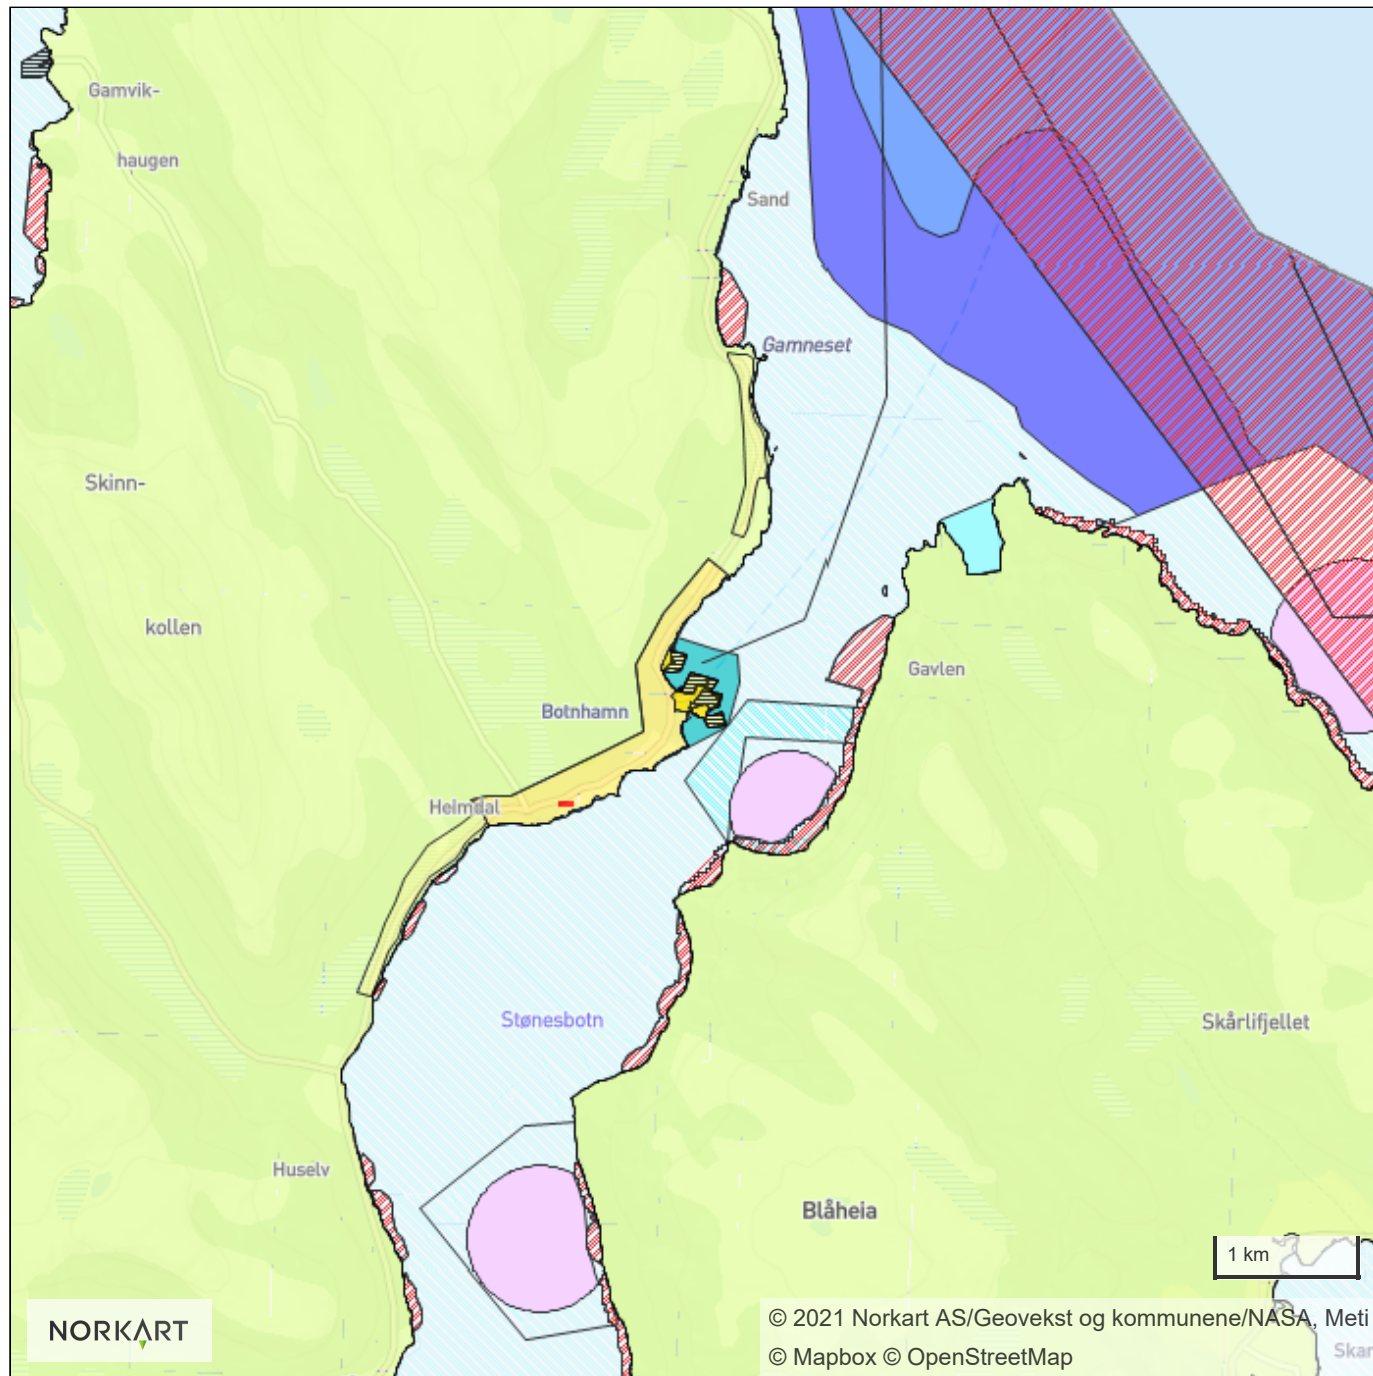 Gamvik-
haugen
Sand
Gamneset
Skinn-
kollen
Gavlen
Botnhamn
Heimdal
Stønesbotn
Skårlifjellet
Huselv
Blåheia
1 km
NORKART
© 2021 Norkart AS/Geovekst og kommunene/NASA, Meti
© Mapbox © OpenStreetMap
Skar